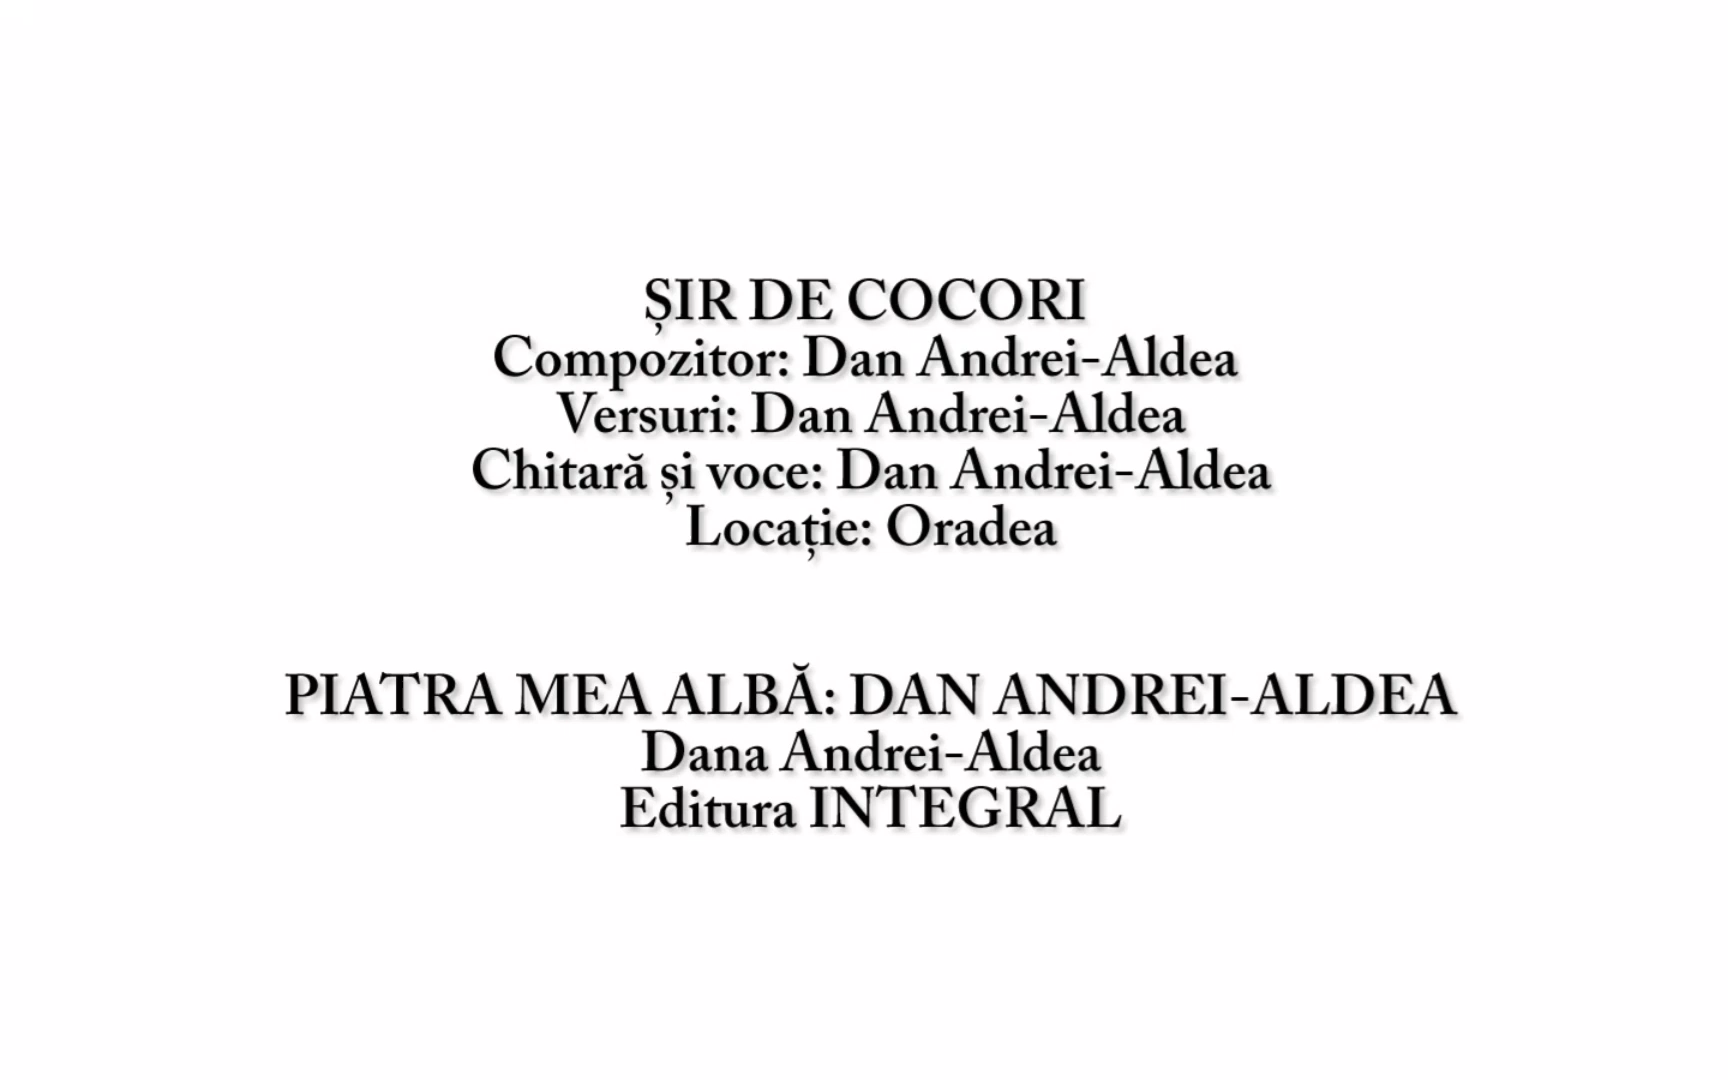 ȘIR DE COCORI
Compozitor: Dan Andrei-Aldea
Versuri: Dan Andrei-Aldea
Chitară și voce: Dan Andrei-Aldea
Locație: Oradea
PIATRA MEA ALBĂ: DAN ANDREI-ALDEA
Dana Andrei-Aldea
Editura INTEGRAL